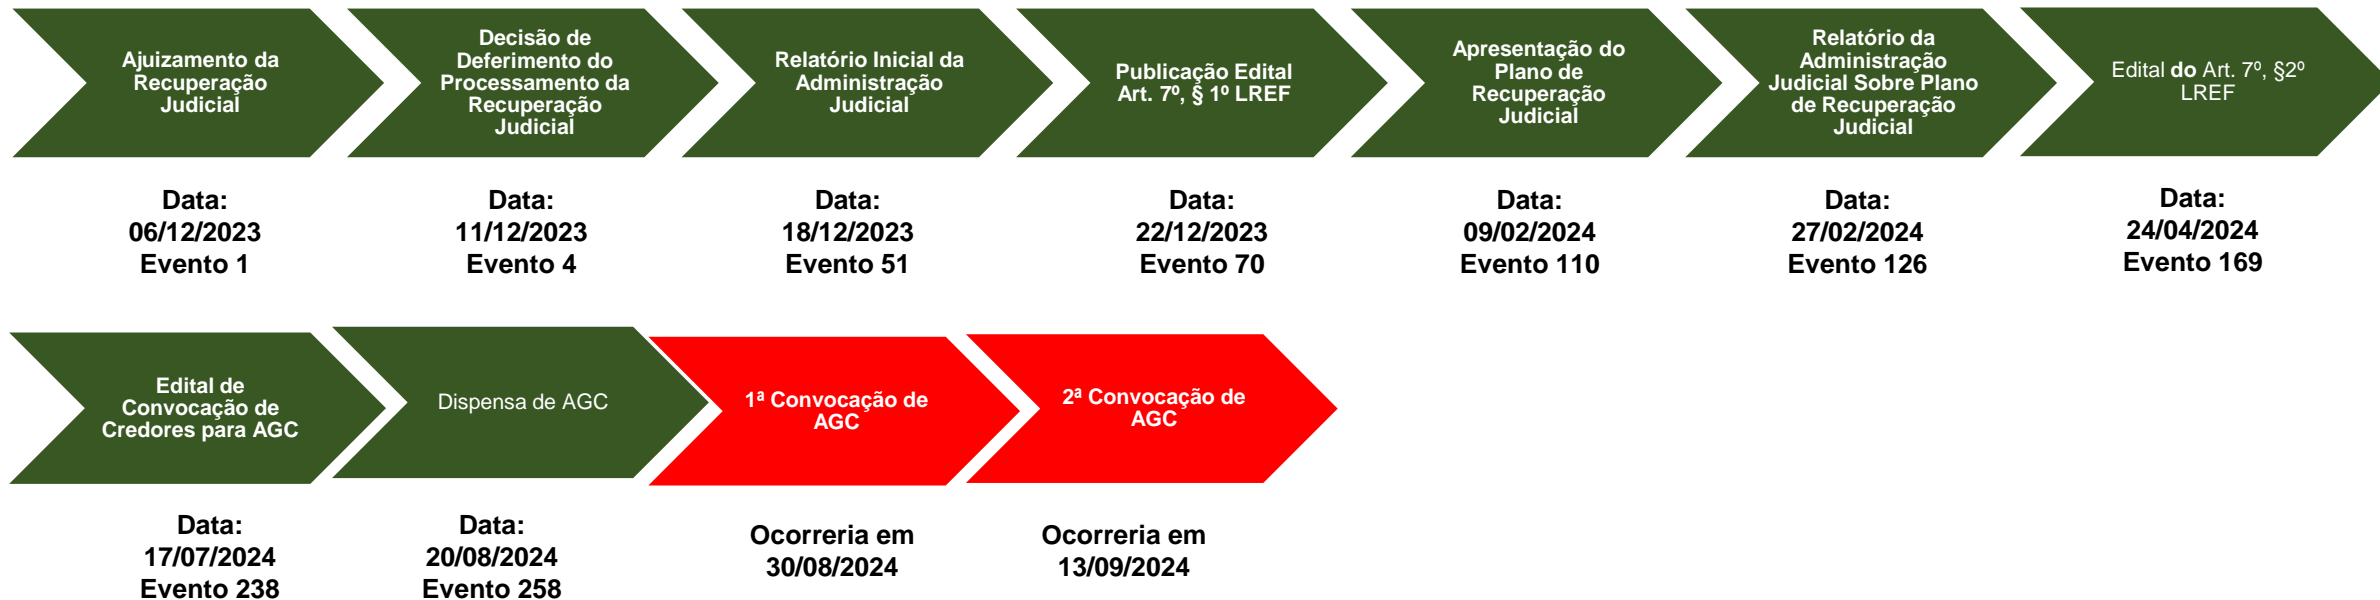 Ajuizamento da
Recuperação
Judicial
Decisão de
Deferimento do
Processamento da
Recuperação
Judicial
Relatório Inicial da
Administração
Judicial
Publicação Edital
Art. 7º, § 1º LREF
Apresentação do
Plano de
Recuperação
Judicial
Relatório da
Administração
Judicial Sobre Plano
de Recuperação
Judicial
Edital do Art. 7º, §2º
LREF
Data:
06/12/2023
Evento 1
Data:
11/12/2023
Evento 4
Data:
18/12/2023
Evento 51
Data:
22/12/2023
Evento 70
Data:
09/02/2024
Evento 110
Data:
27/02/2024
Evento 126
Data:
24/04/2024
Evento 169
Edital de
Convocação de
Credores para AGC
Dispensa de AGC
1ª Convocação de
AGC
2ª Convocação de
AGC
Data:
17/07/2024
Evento 238
Data:
20/08/2024
Evento 258
Ocorreria em
30/08/2024
Ocorreria em
13/09/2024